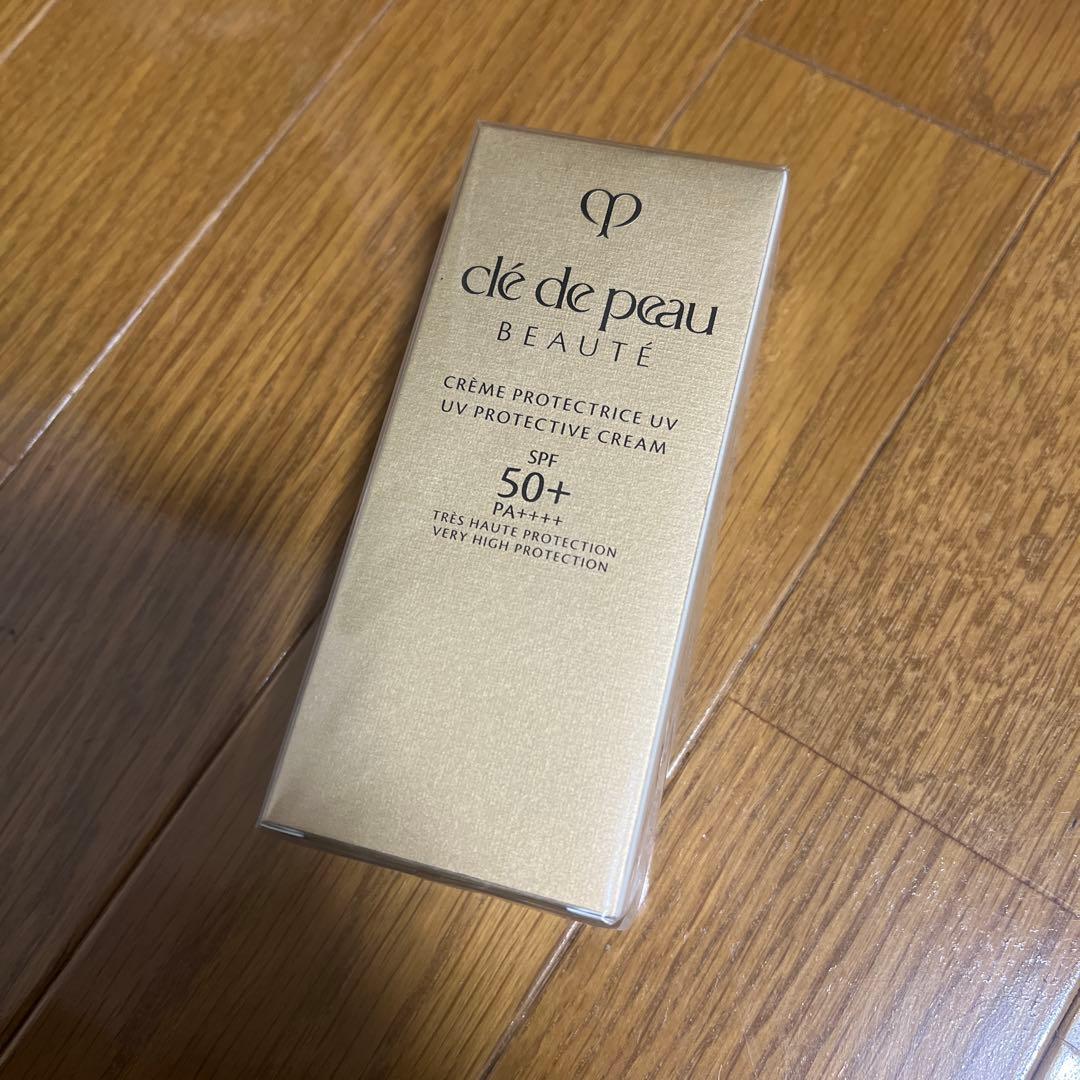 clé de peau
BEAUTÉ
CRÈME PROTECTRICE UV
UV PROTECTIVE CREAM
SPF
50+
PA++++
TRÈS HAUTE PROTECTION
VERY HIGH PROTECTION